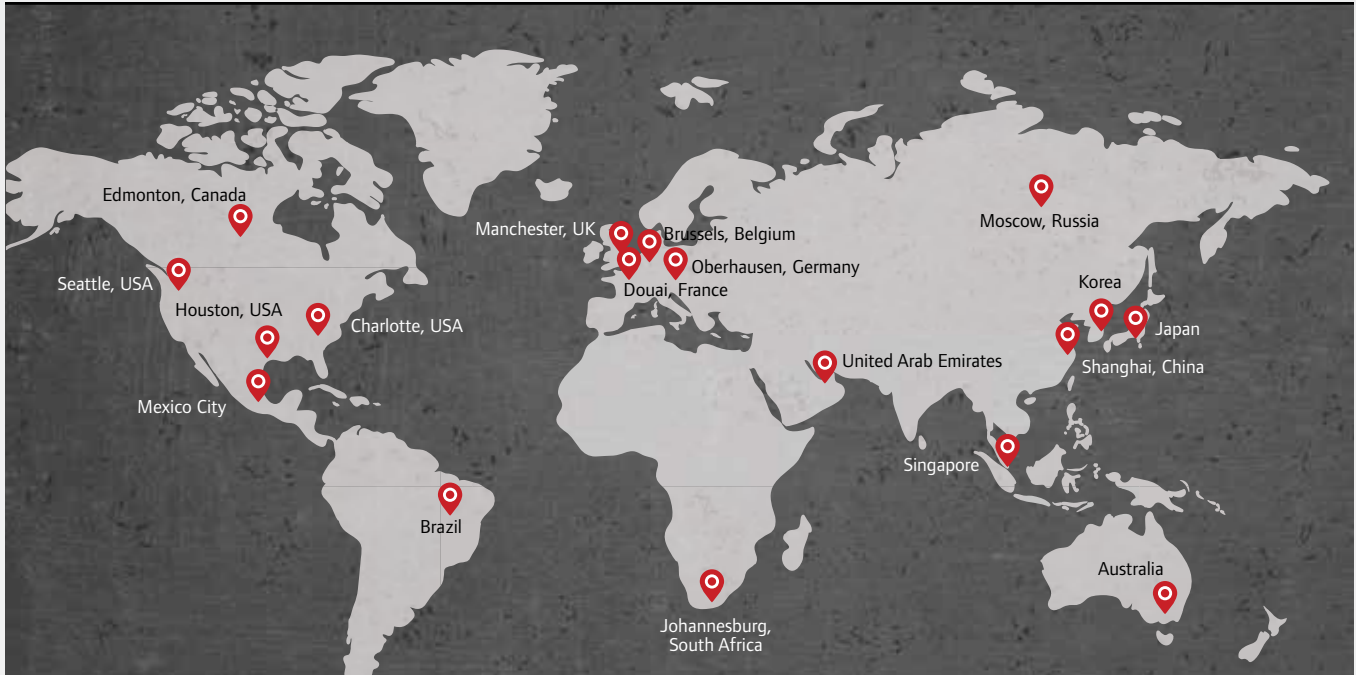 Edmonton, Canada
Seattle, USA
Houston, USA
Charlotte, USA
Mexico City
Brazil
Manchester, UK
Brussels, Belgium
Oberhausen, Germany
Douai, France
United Arab Emirates
Johannesburg,
South Africa
Moscow, Russia
Korea
Japan
Shanghai, China
Singapore
Australia